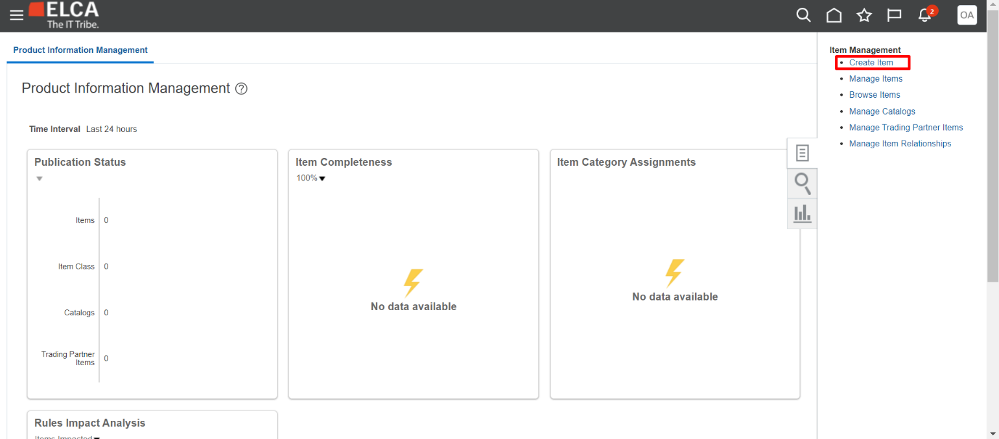 ELCA
The IT Tribe.
2
OA
Product Information Management
Product Information Management ?
Time Interval Last 24 hours
Publication Status
Items 0
Item Class 0
Catalogs 0
Trading Partner
Items 0
Item Completeness
100%
No data available
Item Category Assignments
No data available
Rules Impact Analysis
Items Impacted
Item Management
Create Item
Manage Items
Browse Items
Manage Catalogs
Manage Trading Partner Items
Manage Item Relationships